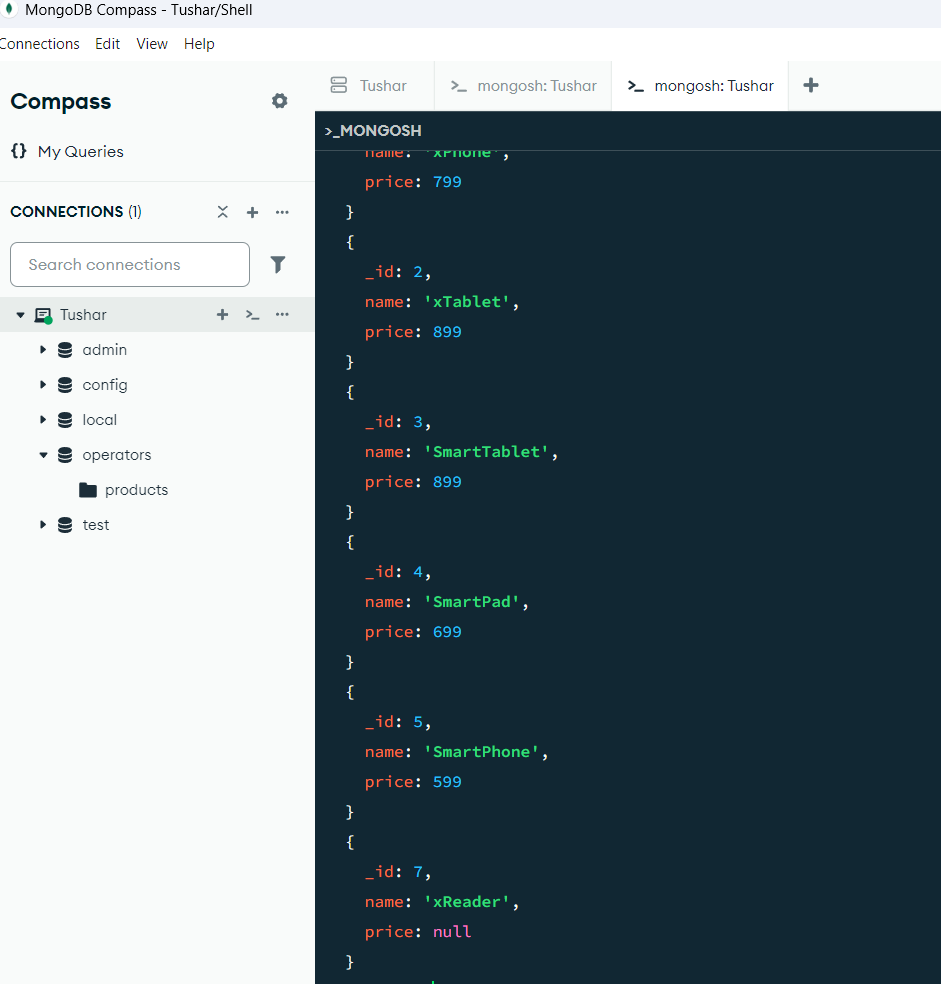 MongoDB Compass - Tushar/Shell
Connections Edit View Help
Compass
{} My Queries
CONNECTIONS (1)
Search connections
Tushar
admin
config
local
operators
products
test
Tushar
>_ mongosh: Tushar
>_ mongosh: Tushar
>_MONGOSH
name: 'xPhone',
price: 799
}
{
_id: 2,
name: 'xTablet',
price: 899
}
{
_id: 3,
name: 'SmartTablet',
price: 899
}
{
_id: 4,
name: 'SmartPad',
price: 699
}
{
_id: 5,
name: 'SmartPhone',
price: 599
}
{
_id: 7,
name: 'xReader',
price: null
}